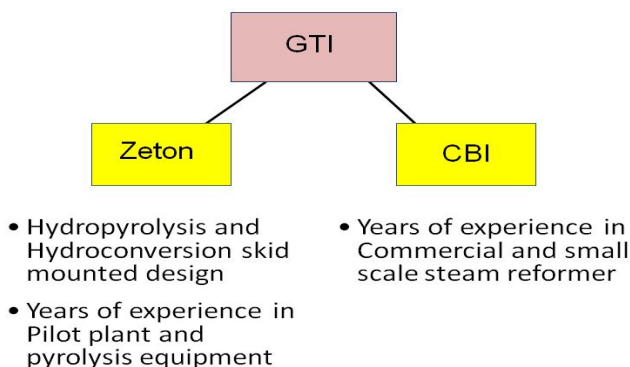 GTI
Zeton
CBI
• Hydropyrolysis and
Hydroconversion skid
mounted design
• Years of experience in
Pilot plant and
pyrolysis equipment
• Years of experience in
Commercial and small
scale steam reformer